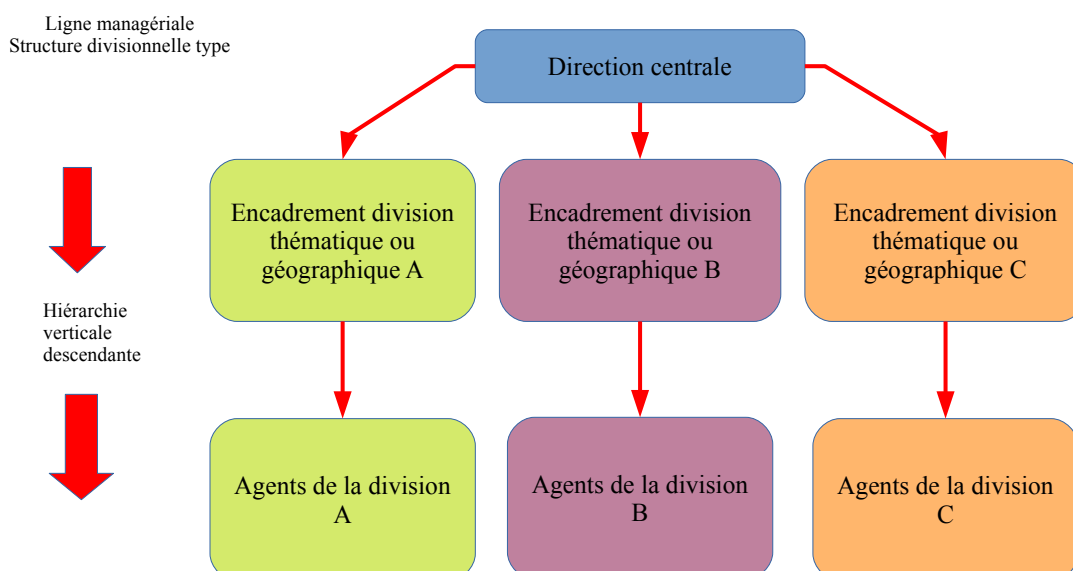 Ligne managériale
Structure divisionnelle type
Direction centrale
Encadrement division
thématique ou
géographique A
Encadrement division
thématique ou
géographique B
Encadrement division
thématique ou
géographique C
Hiérarchie
verticale
descendante
Agents de la division
A
Agents de la division
B
Agents de la division
C